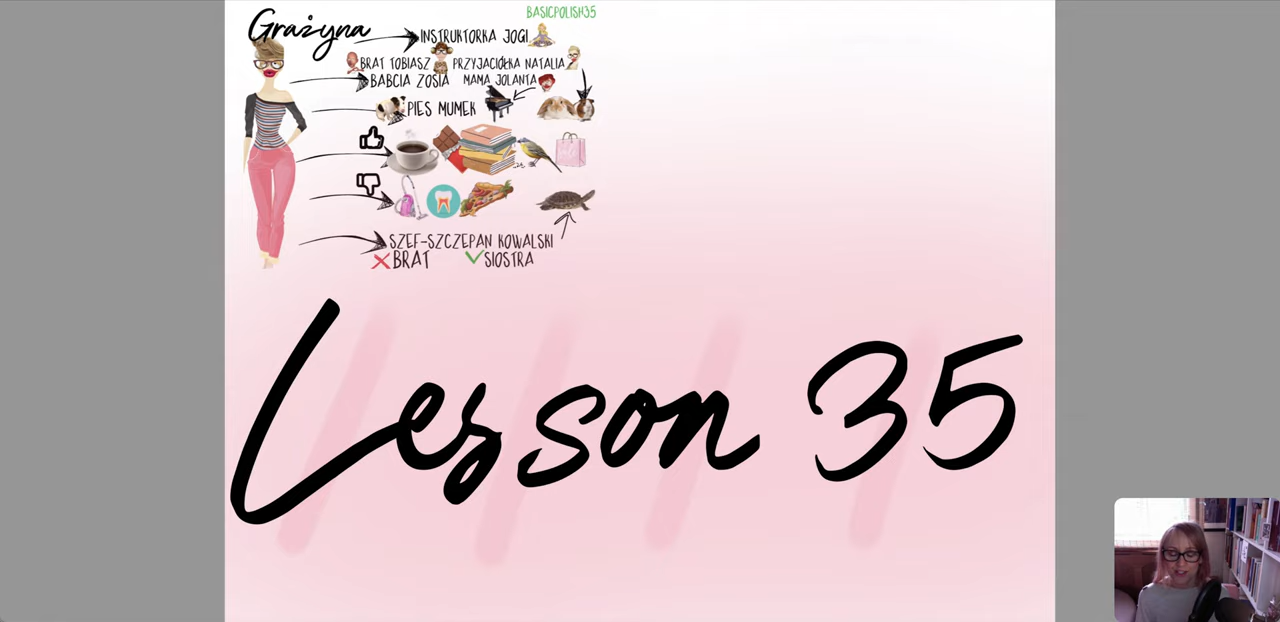 BASICPOLISH35
Grażyna
INSTRUKTORKA JOGI
BRAT TOBIASZ PRZYJACIÓŁKA NATALIA
BABCIA ZOSIA MAMA JOLANTA
PIES MUMEK
SZEF-SZCZEPAN KOWALSKI
BRAT SIOSTRA
Lesson 35